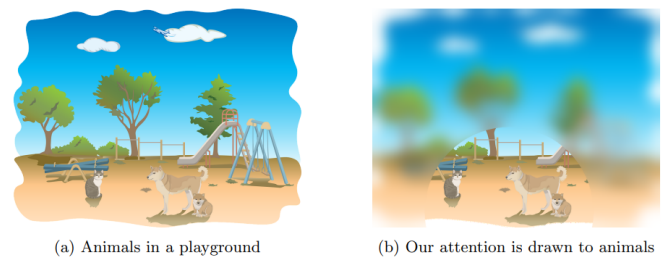 (a) Animals in a playground
(b) Our attention is drawn to animals